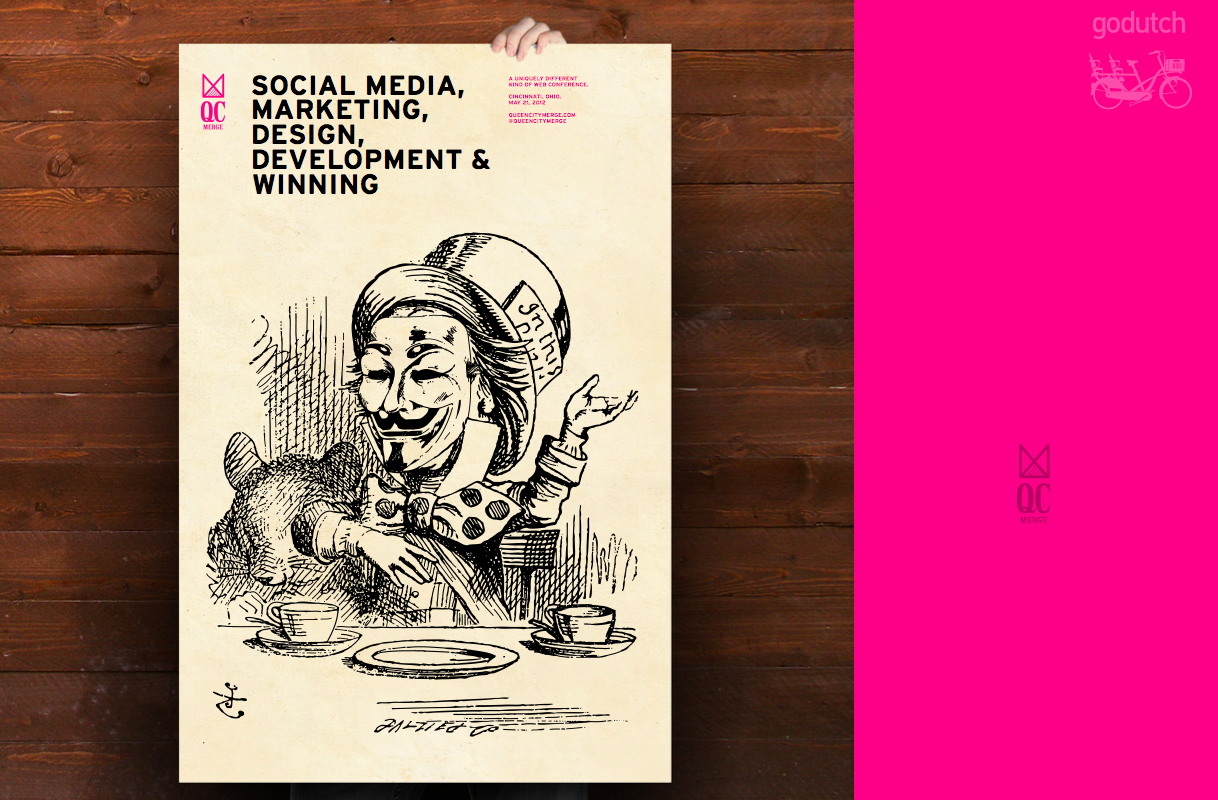 QC
MERGE
SOCIAL MEDIA,
MARKETING,
DESIGN,
DEVELOPMENT &
WINNING
A UNIQUELY DIFFERENT
KIND OF WEB CONFERENCE.
CINCINNATI, OHIO.
MAY 21, 2012
QUEENCITYMERGE.COM
@QUEENCITYMERGE
godutch
QC
MERGE